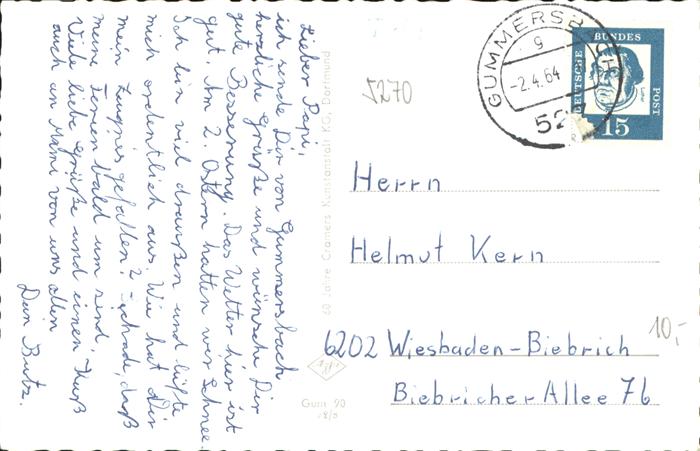 Lieber Papi,
ich sende Dir von Gummersbach
herzliche Grüße und wünsche Dir
gute Besserung. Das Wetter hier ist
gut. Am 2. Ostern hatten wir Schnee.
Ich bin viel draußen und lüfte
mich ordentlich aus. Wie hat Dir
mein Zeugnis gefallen? - schade, daß
meine Ferien bald um sind.
Viele liebe Grüße und einen Kuß
auch an Mami von uns allen
Dein Butz.
60 Jahre Cramers Kunstanstalt KG, Dortmund
Gum 90
5270
GUMMERSB
g
-2.4.64
52
DEUTSCHE BUNDES POST
15
Herrn
Helmut Kern
6202 Wiesbaden-Biebrich
Biebricher Allee 76
10,-